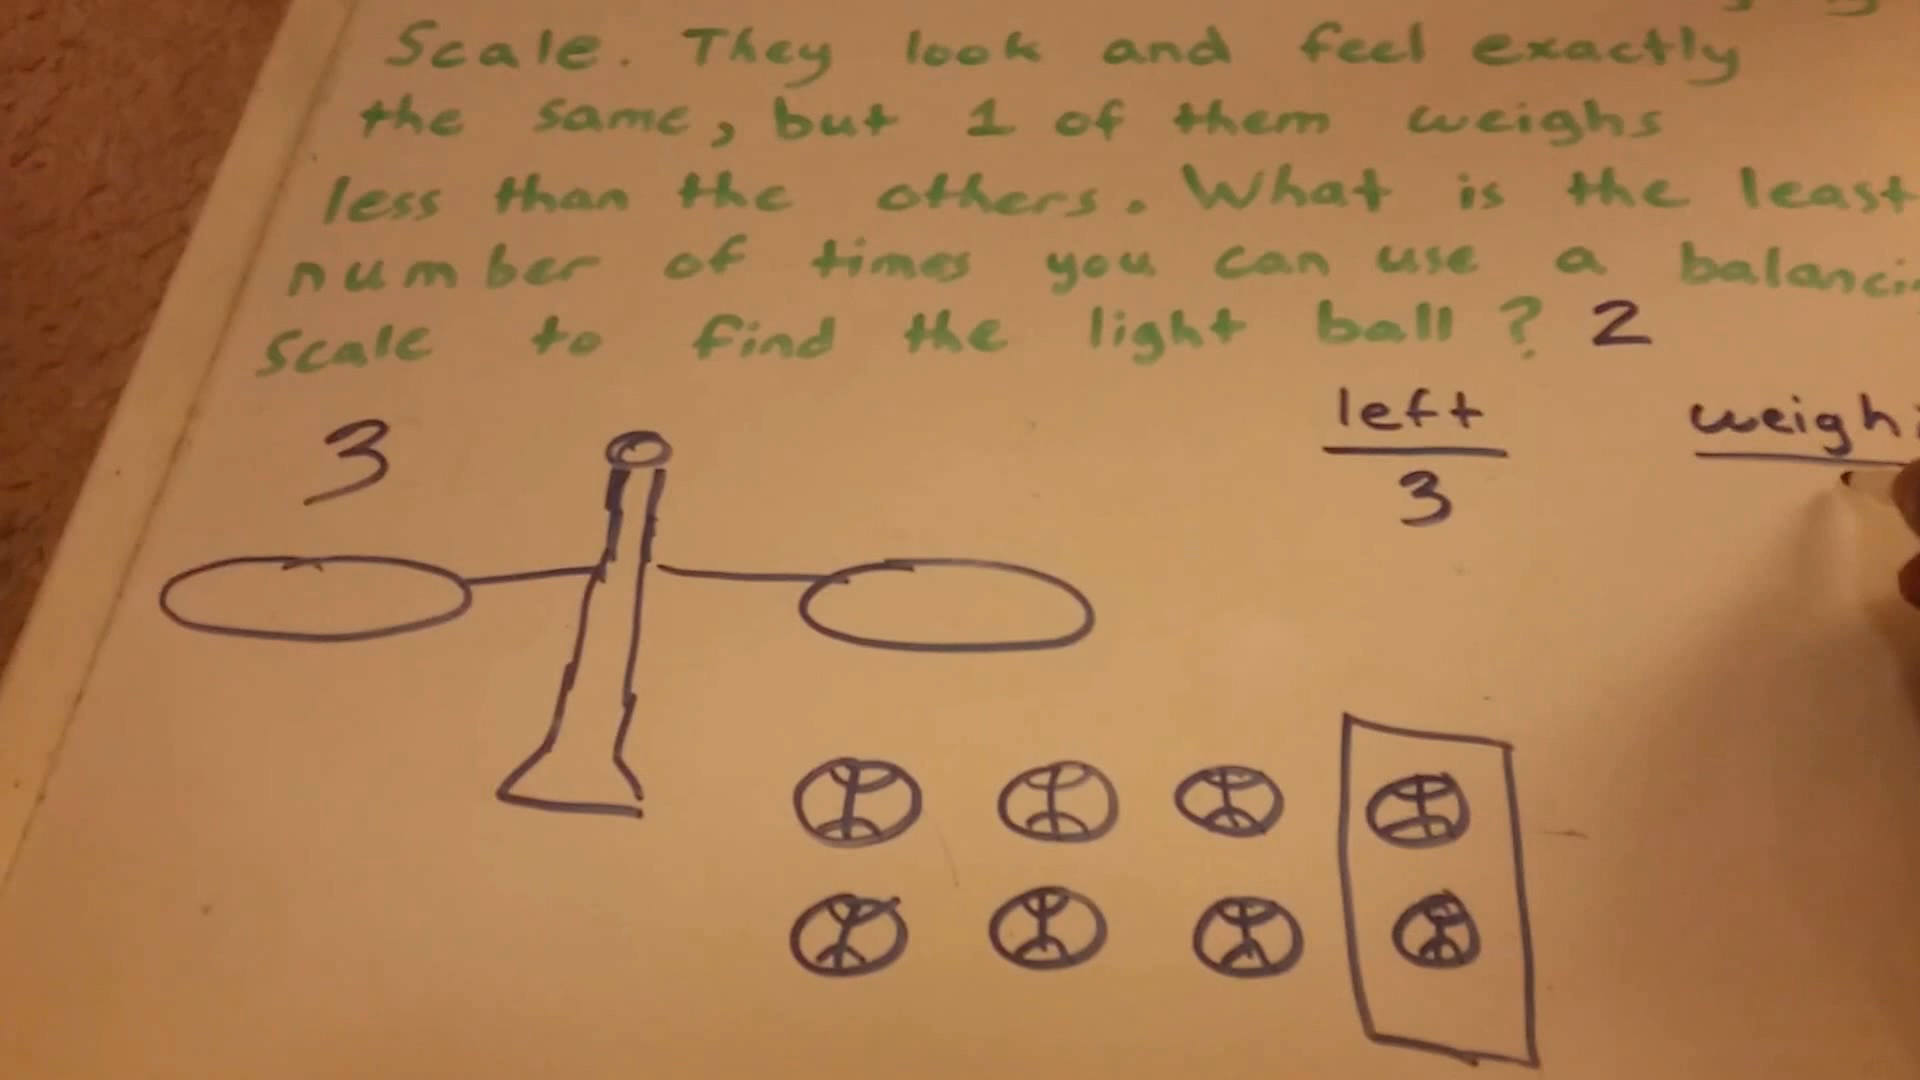 Scale. They look and feel exactly
the same, but 1 of them weighs
less than the others. What is the least
number of times you can use a
scale to find the light ball? 2
left
3
3